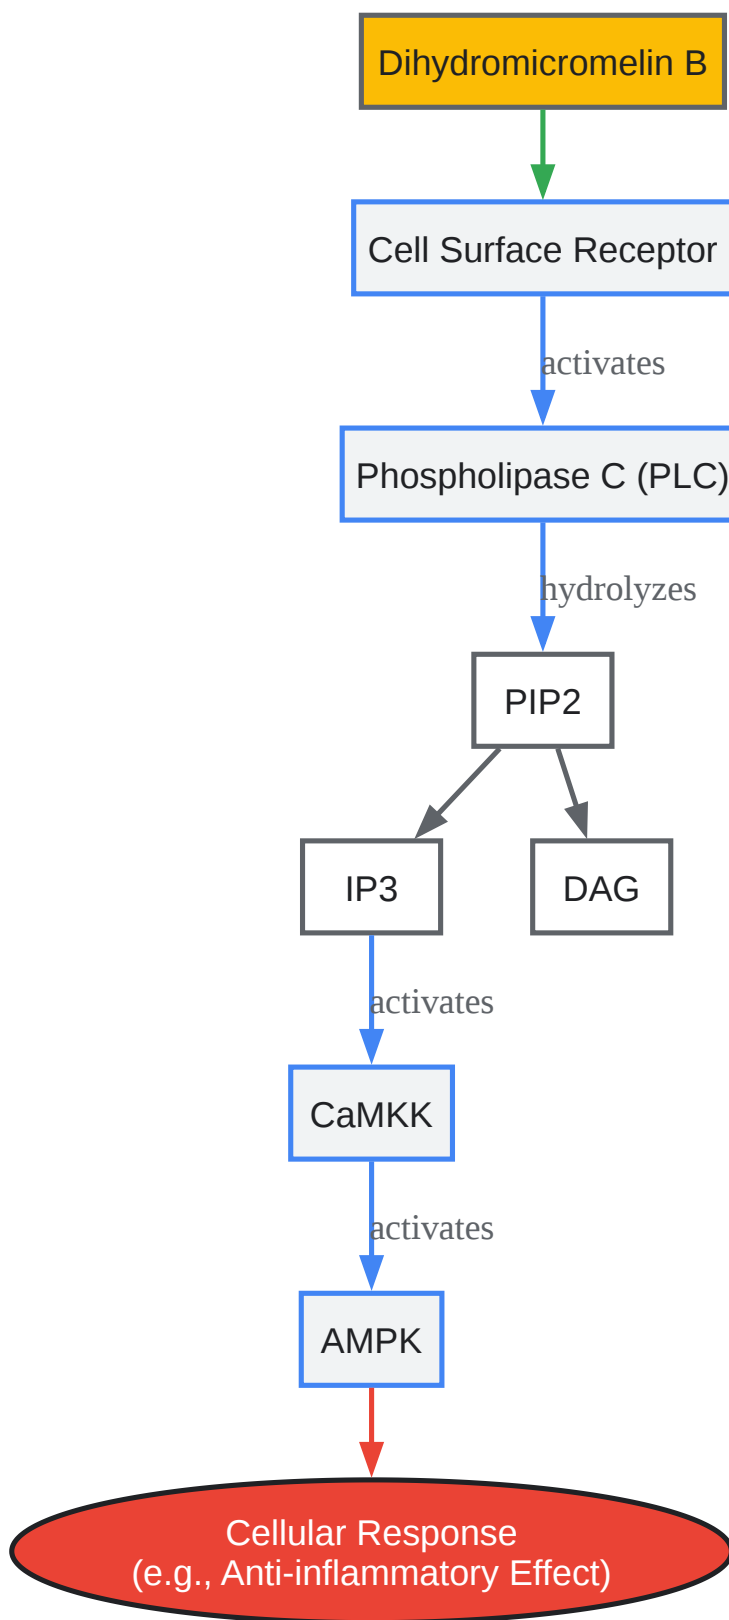 Dihydromicromelin B
Cell Surface Receptor
activates
Phospholipase C (PLC)
hydrolyzes
PIP2
IP3
DAG
activates
CaMKK
activates
AMPK
Cellular Response
(e.g., Anti-inflammatory Effect)